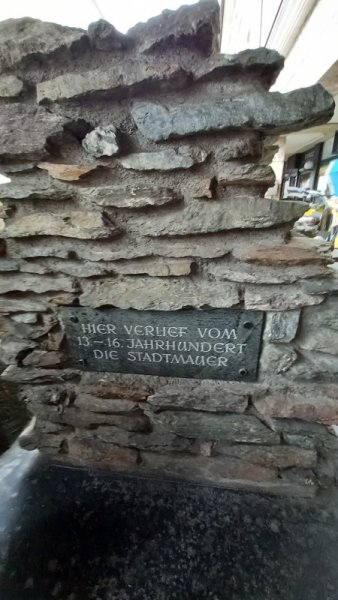 HIER VERLIEF VOM
13.-16. JAHRHUNDERT
DIE STADTMAUER